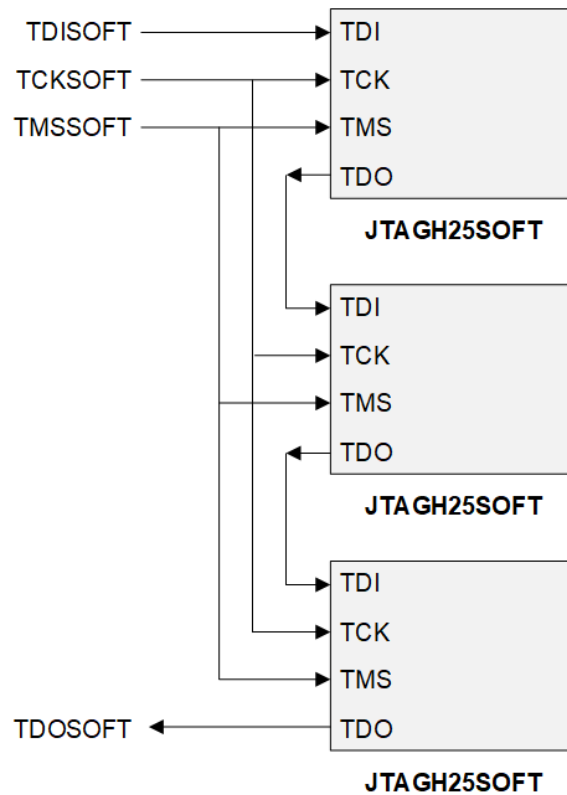 TDISOFT TDI
TCKSOFT TCK
TMSSOFT TMS
TDO
JTAGH25SOFT
TDI
TCK
TMS
TDO
JTAGH25SOFT
TDI
TCK
TMS
TDOSOFT TDO
JTAGH25SOFT